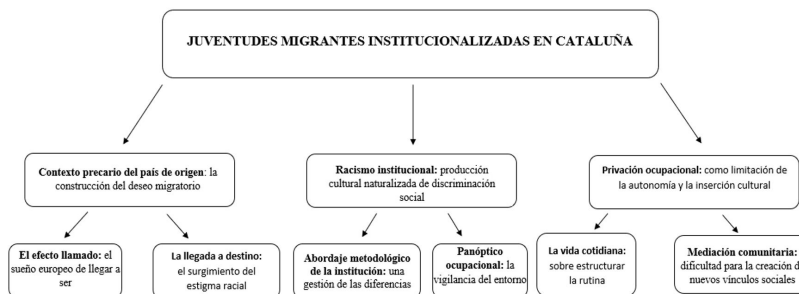 JUVENTUDES MIGRANTES INSTITUCIONALIZADAS EN CATALUÑA
Contexto precario del país de origen: la
construcción del deseo migratorio
Racismo institucional: producción
cultural naturalizada de discriminación
social
Privación ocupacional: como limitación de
la autonomía y la inserción cultural
El efecto llamado: el
sueño europeo de llegar a
ser
La llegada a destino:
el surgimiento del
estigma racial
Abordaje metodológico
de la institución: una
gestión de las diferencias
Panóptico
ocupacional: la
vigilancia del entorno
La vida cotidiana:
sobre estructurar la
rutina
Mediación comunitaria:
dificultad para la creación de
nuevos vínculos sociales